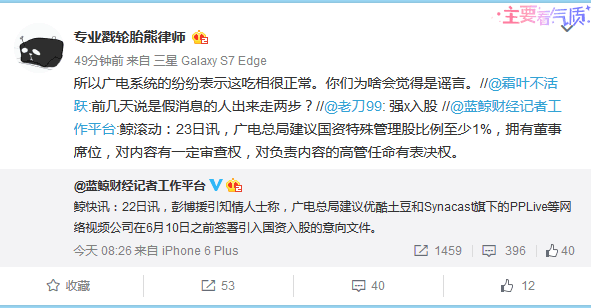 主要看气质
专业戳轮胎熊律师
49分钟前 来自 三星 Galaxy S7 Edge
所以广电系统的纷纷表示这吃相很正常。你们为啥会觉得是谣言。//@霜叶不活
跃:前几天说是假消息的人出来走两步？//@老刀99: 强x入股 //@蓝鲸财经记者工
作平台:鲸滚动：23日讯，广电总局建议国资特殊管理股比例至少1%，拥有董事
席位，对内容有一定审查权，对负责内容的高管任命有表决权。
@蓝鲸财经记者工作平台
鲸快讯：22日讯，彭博援引知情人士称，广电总局建议优酷土豆和Synacast旗下的PPLive等网
络视频公司在6月10日之前签署引入国资入股的意向文件。
今天 08:26 来自 iPhone 6 Plus 1459 396 40
收藏 53 40 12